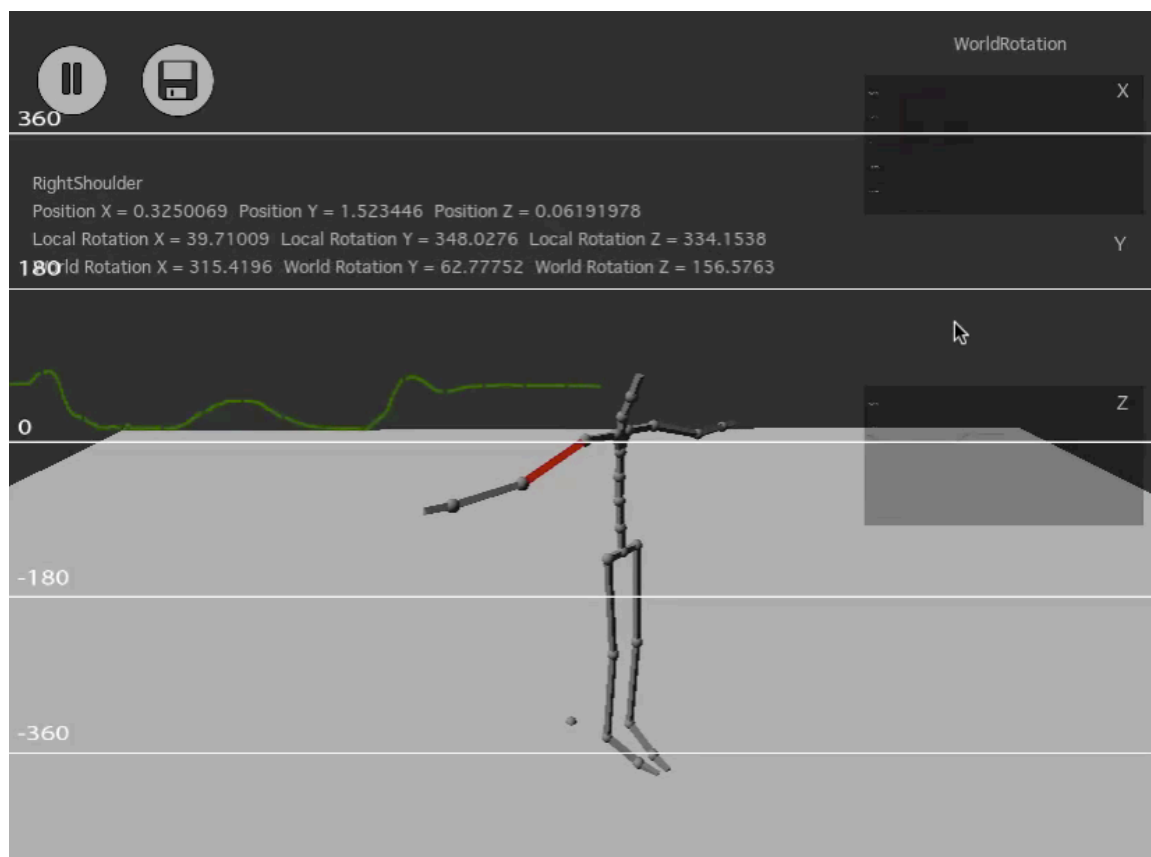 WorldRotation
X
360
RightShoulder
Position X = 0.3250069 Position Y = 1.523446 Position Z = 0.06191978
Local Rotation X = 39.71009 Local Rotation Y = 348.0276 Local Rotation Z = 334.1538
Y
180
World Rotation X = 315.4196 World Rotation Y = 62.77752 World Rotation Z = 156.5763
Z
0
-180
-360